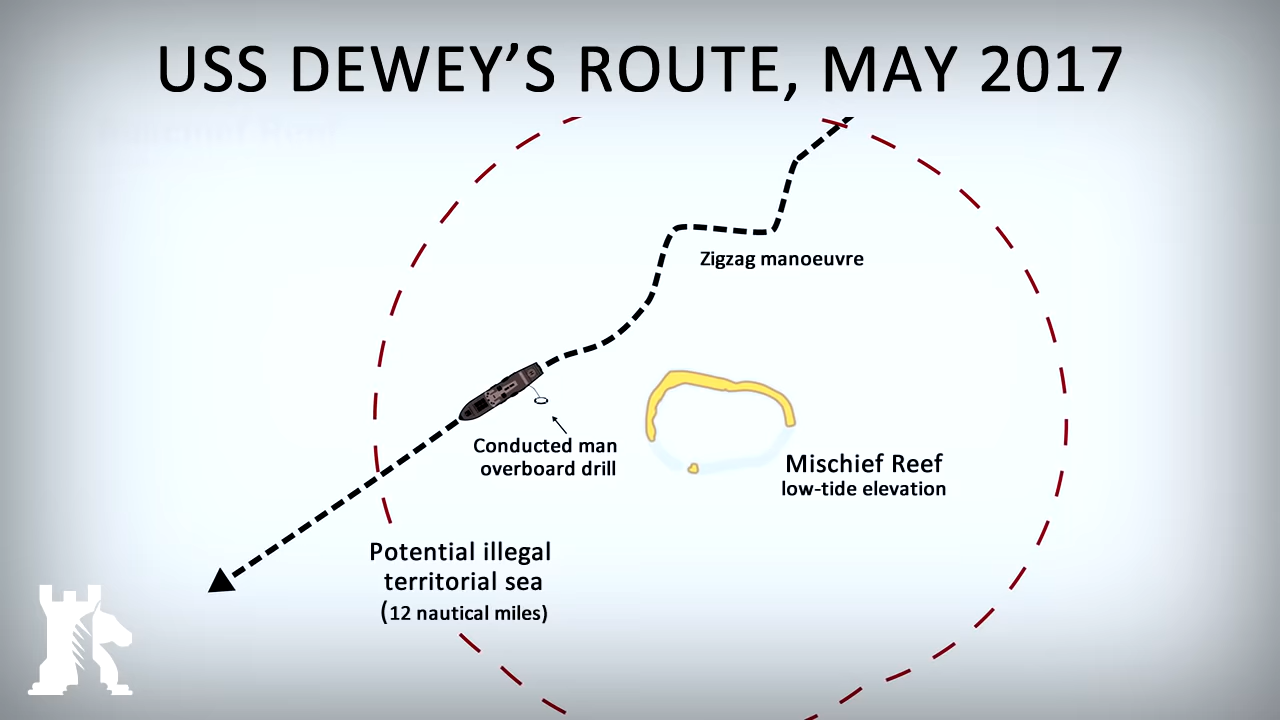 USS DEWEY’S ROUTE, MAY 2017
Zigzag manoeuvre
Conducted man
overboard drill
Mischief Reef
low-tide elevation
Potential illegal
territorial sea
(12 nautical miles)